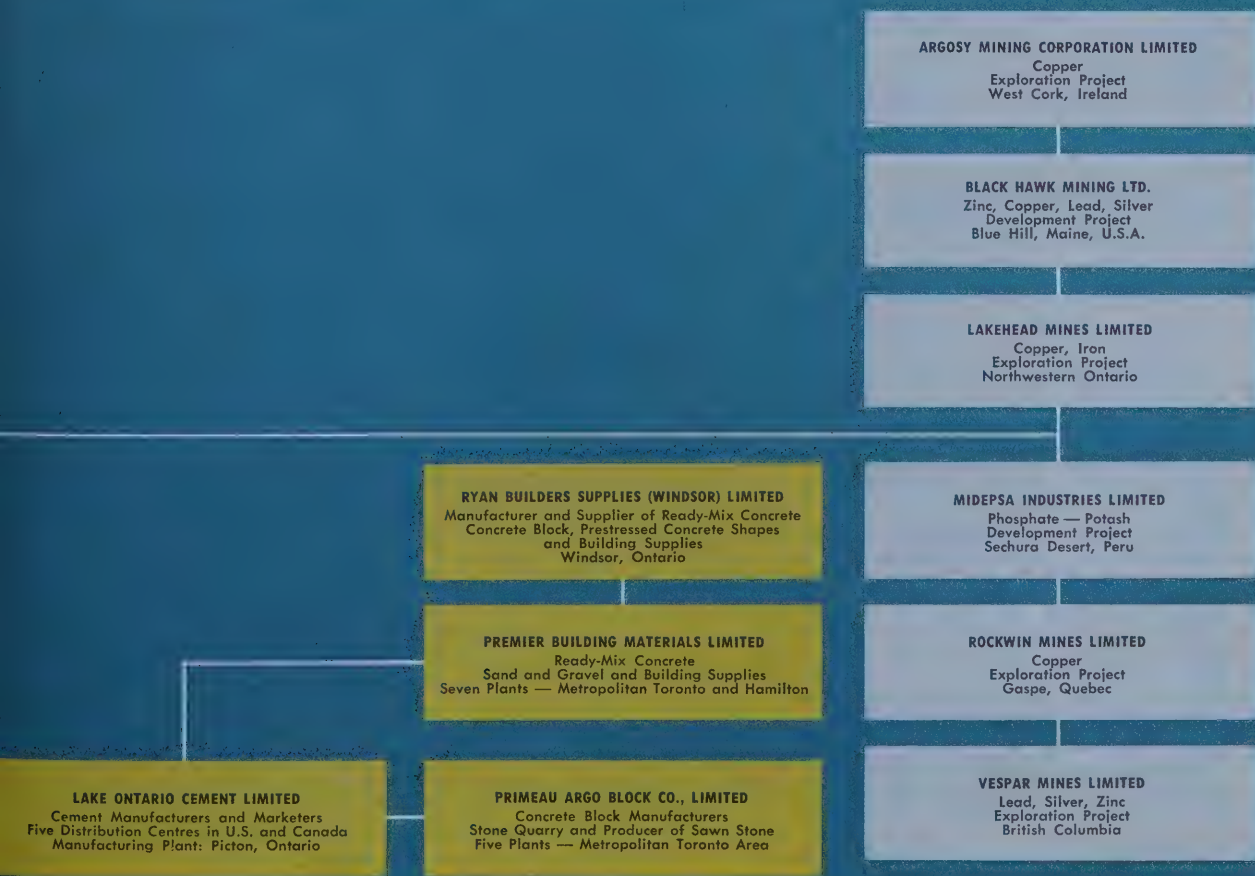 ARGOSY MINING CORPORATION LIMITED
Copper
Exploration Project
West Cork, Ireland
BLACK HAWK MINING LTD.
Zinc, Copper, Lead, Silver
Development Project
Blue Hill, Maine, U.S.A.
LAKEHEAD MINES LIMITED
Copper, Iron
Exploration Project
Northwestern Ontario
RYAN BUILDERS SUPPLIES (WINDSOR) LIMITED
Manufacturer and Supplier of Ready-Mix Concrete
Concrete Block, Prestressed Concrete Shapes
and Building Supplies
Windsor, Ontario
MIDEPSA INDUSTRIES LIMITED
Phosphate — Potash
Development Project
Sechura Desert, Peru
PREMIER BUILDING MATERIALS LIMITED
Ready-Mix Concrete
Sand and Gravel and Building Supplies
Seven Plants — Metropolitan Toronto and Hamilton
ROCKWIN MINES LIMITED
Copper
Exploration Project
Gaspe, Quebec
LAKE ONTARIO CEMENT LIMITED
Cement Manufacturers and Marketers
Five Distribution Centres in U.S. and Canada
Manufacturing Plant: Picton, Ontario
PRIMEAU ARGO BLOCK CO., LIMITED
Concrete Block Manufacturers
Stone Quarry and Producer of Sawn Stone
Five Plants — Metropolitan Toronto Area
VESPAR MINES LIMITED
Lead, Silver, Zinc
Exploration Project
British Columbia